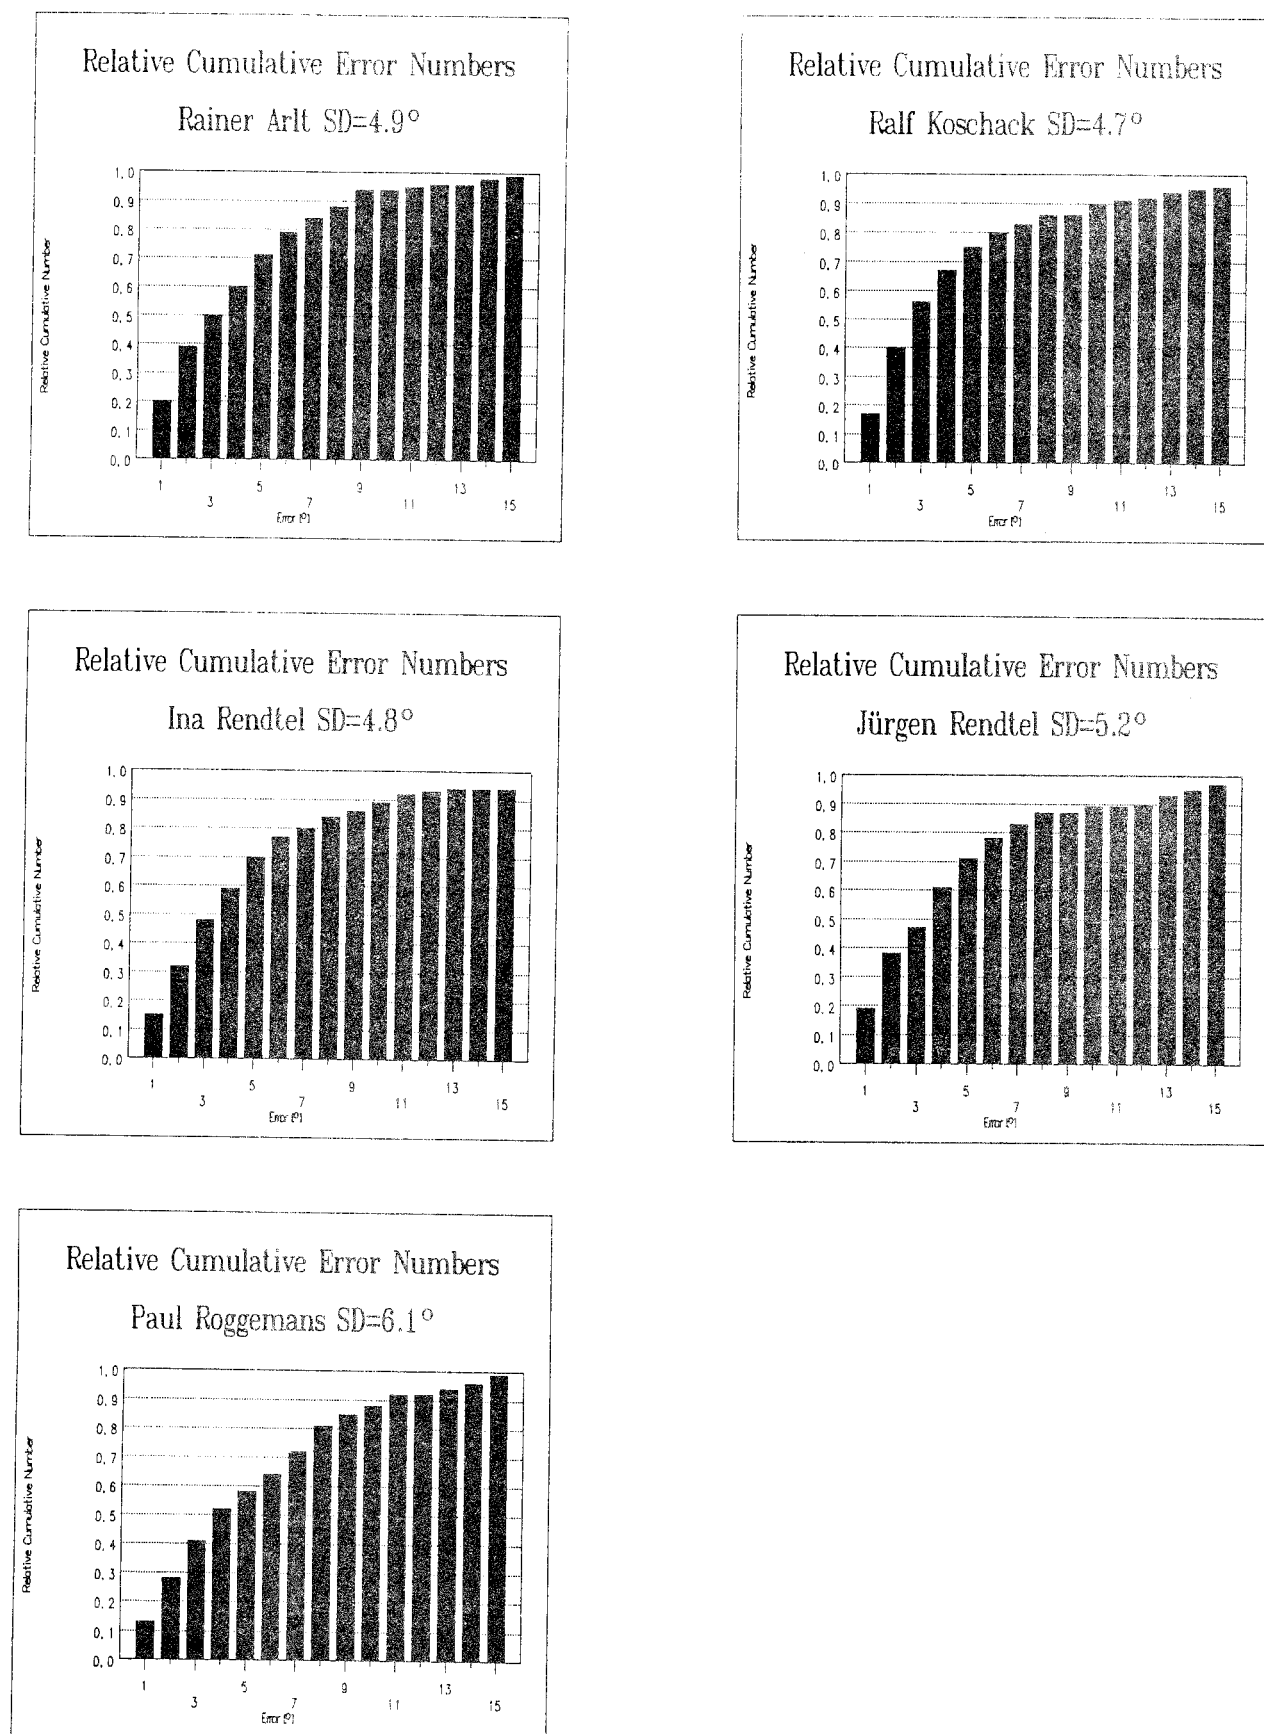 Relative Cumulative Error Numbers
Rainer Arlt SD=4.9°
Relative Cumulative Number
1,0
0,9
0,8
0,7
0,6
0,5
0,4
0,3
0,2
0,1
0,0
1 5 9 13
3 7 11 15
Error [°]
Relative Cumulative Error Numbers
Ralf Koschack SD=4.7°
Relative Cumulative Number
1,0
0,9
0,8
0,7
0,6
0,5
0,4
0,3
0,2
0,1
0,0
1 5 9 13
3 7 11 15
Error [°]
Relative Cumulative Error Numbers
Ina Rendtel SD=4.8°
Relative Cumulative Number
1,0
0,9
0,8
0,7
0,6
0,5
0,4
0,3
0,2
0,1
0,0
1 5 9 13
3 7 11 15
Error [°]
Relative Cumulative Error Numbers
Jürgen Rendtel SD=5.2°
Relative Cumulative Number
1,0
0,9
0,8
0,7
0,6
0,5
0,4
0,3
0,2
0,1
0,0
1 5 9 13
3 7 11 15
Error [°]
Relative Cumulative Error Numbers
Paul Roggemans SD=6.1°
Relative Cumulative Number
1,0
0,9
0,8
0,7
0,6
0,5
0,4
0,3
0,2
0,1
0,0
1 5 9 13
3 7 11 15
Error [°]